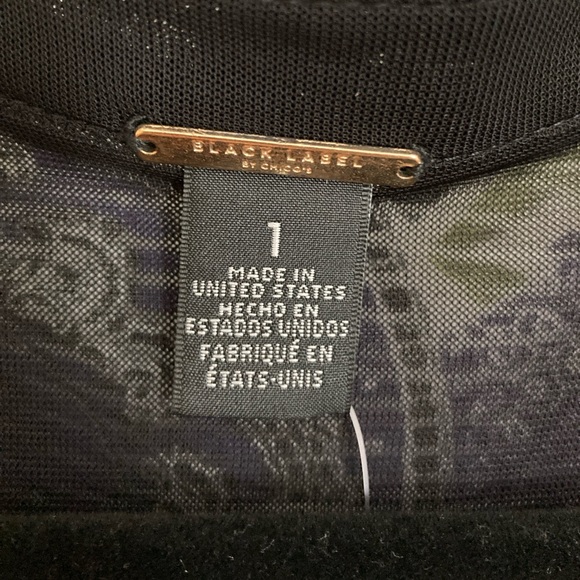 BLACK LABEL
BY CHICO'S
1
MADE IN
UNITED STATES
HECHO EN
ESTADOS UNIDOS
FABRIQUÉ EN
ÉTATS-UNIS